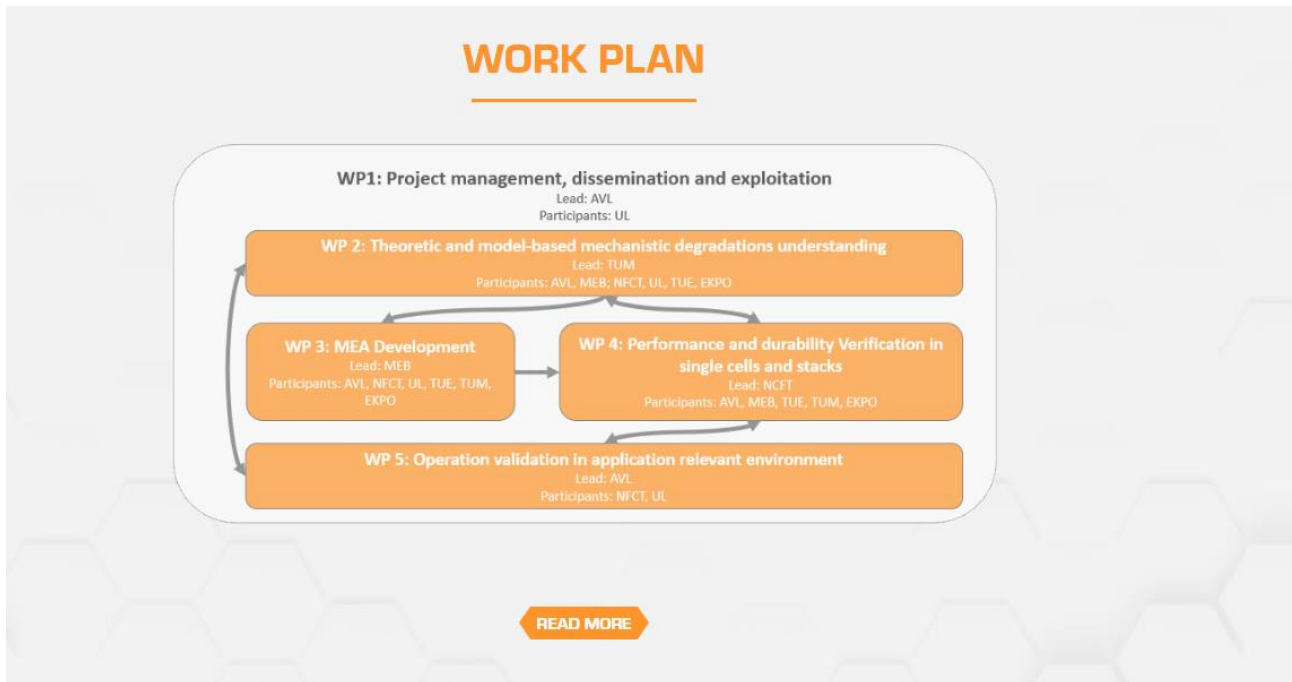 WORK PLAN
WP1: Project management, dissemination and exploitation
Lead: AVL
Participants: UL
WP 2: Theoretic and model-based mechanistic degradations understanding
Lead: TUM
Participants: AVL, MEB; NFCT, UL, TUE, EKPO
WP 3: MEA Development
Lead: MEB
Participants: AVL, NFCT, UL, TUE, TUM,
EKPO
WP 4: Performance and durability Verification in
single cells and stacks
Lead: NCFT
Participants: AVL, MEB, TUE, TUM, EKPO
WP 5: Operation validation in application relevant environment
Lead: AVL
Participants: NFCT, UL
READ MORE